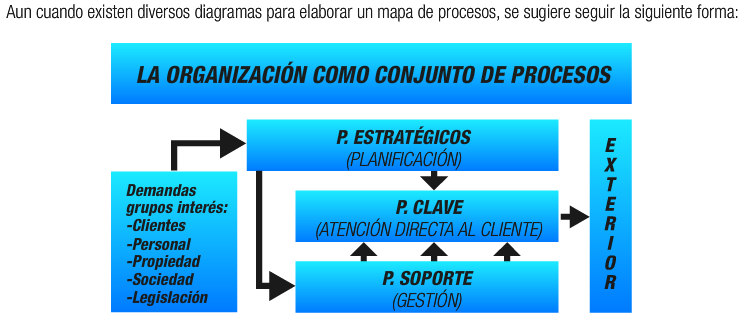 Aun cuando existen diversos diagramas para elaborar un mapa de procesos, se sugiere seguir la siguiente forma:
LA ORGANIZACIÓN COMO CONJUNTO DE PROCESOS
P. ESTRATÉGICOS
(PLANIFICACIÓN)
Demandas
grupos interés:
-Clientes
-Personal
-Propiedad
-Sociedad
-Legislación
P. CLAVE
(ATENCIÓN DIRECTA AL CLIENTE)
P. SOPORTE
(GESTIÓN)
EXTERIOR